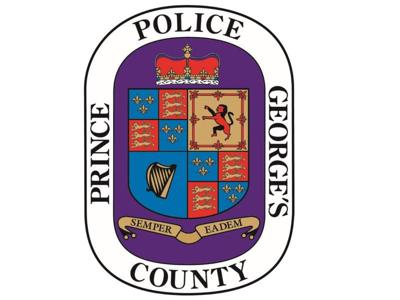 POLICE
PRINCE
GEORGE'S
SEMPER EADEM
COUNTY